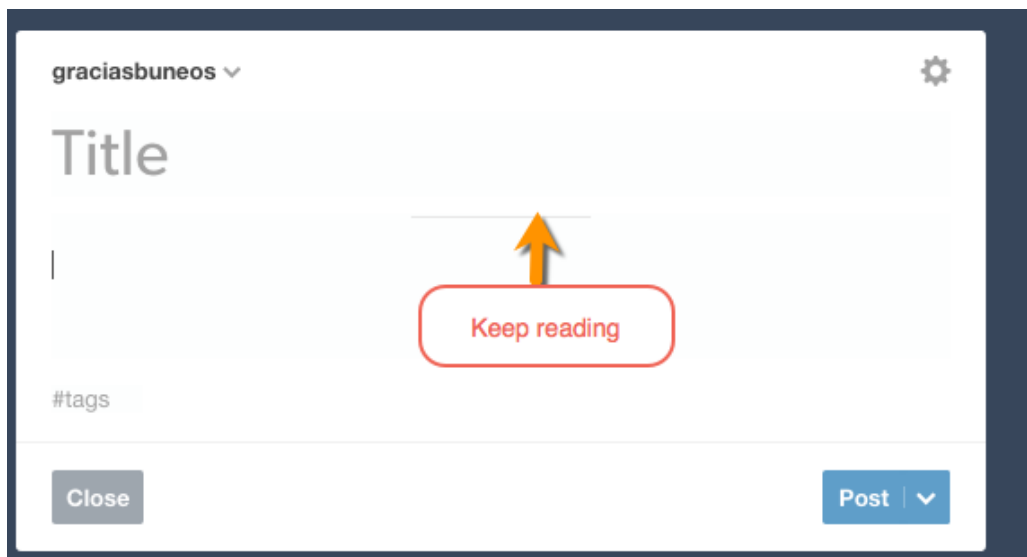 graciasbuneos
Title
Keep reading
#tags
Close
Post